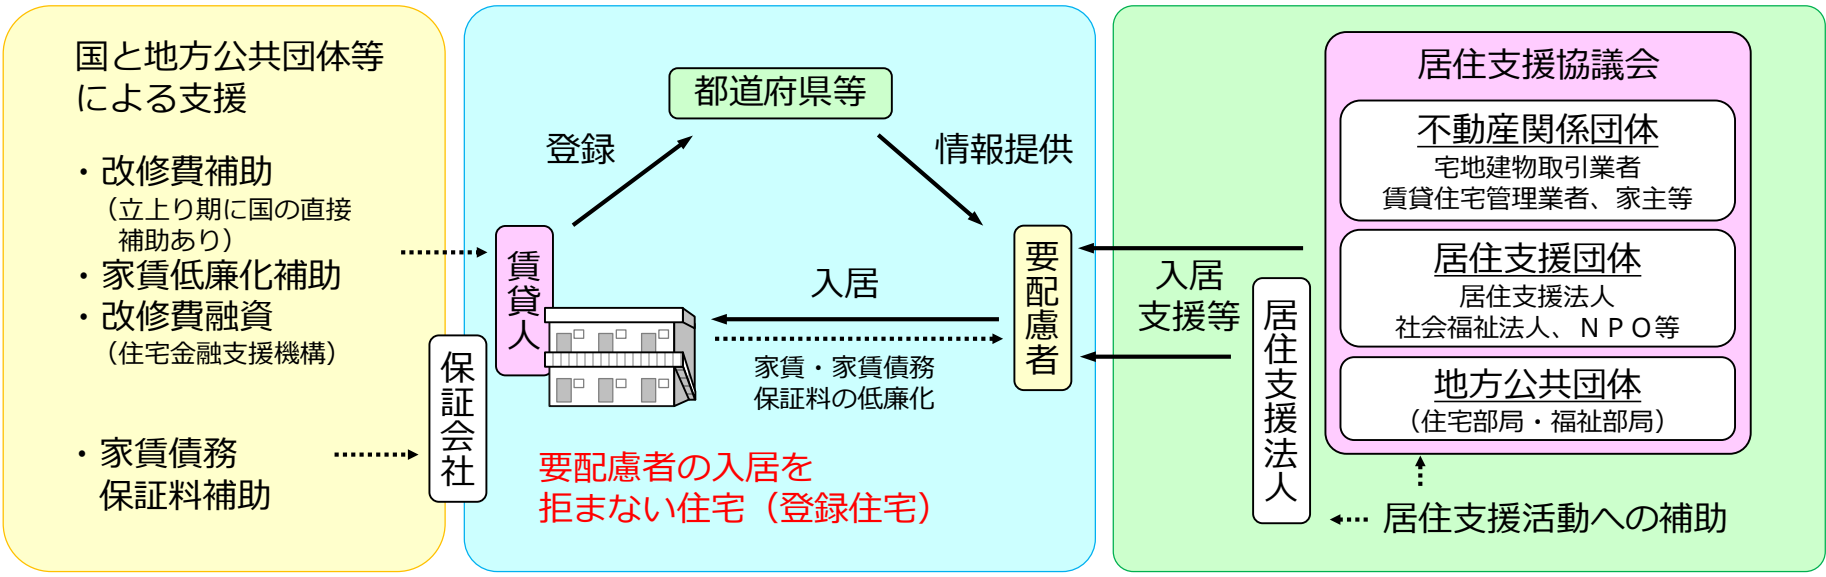 国と地方公共団体等
による支援
・改修費補助
（立上り期に国の直接
補助あり）
・家賃低廉化補助
・改修費融資
（住宅金融支援機構）
・家賃債務
保証料補助
保証会社
都道府県等
登録
情報提供
賃貸人
要配慮者
入居
家賃・家賃債務
保証料の低廉化
要配慮者の入居を
拒まない住宅（登録住宅）
入居
支援等
居住支援法人
居住支援協議会
不動産関係団体
宅地建物取引業者
賃貸住宅管理業者、家主等
居住支援団体
居住支援法人
社会福祉法人、ＮＰＯ等
地方公共団体
（住宅部局・福祉部局）
居住支援活動への補助